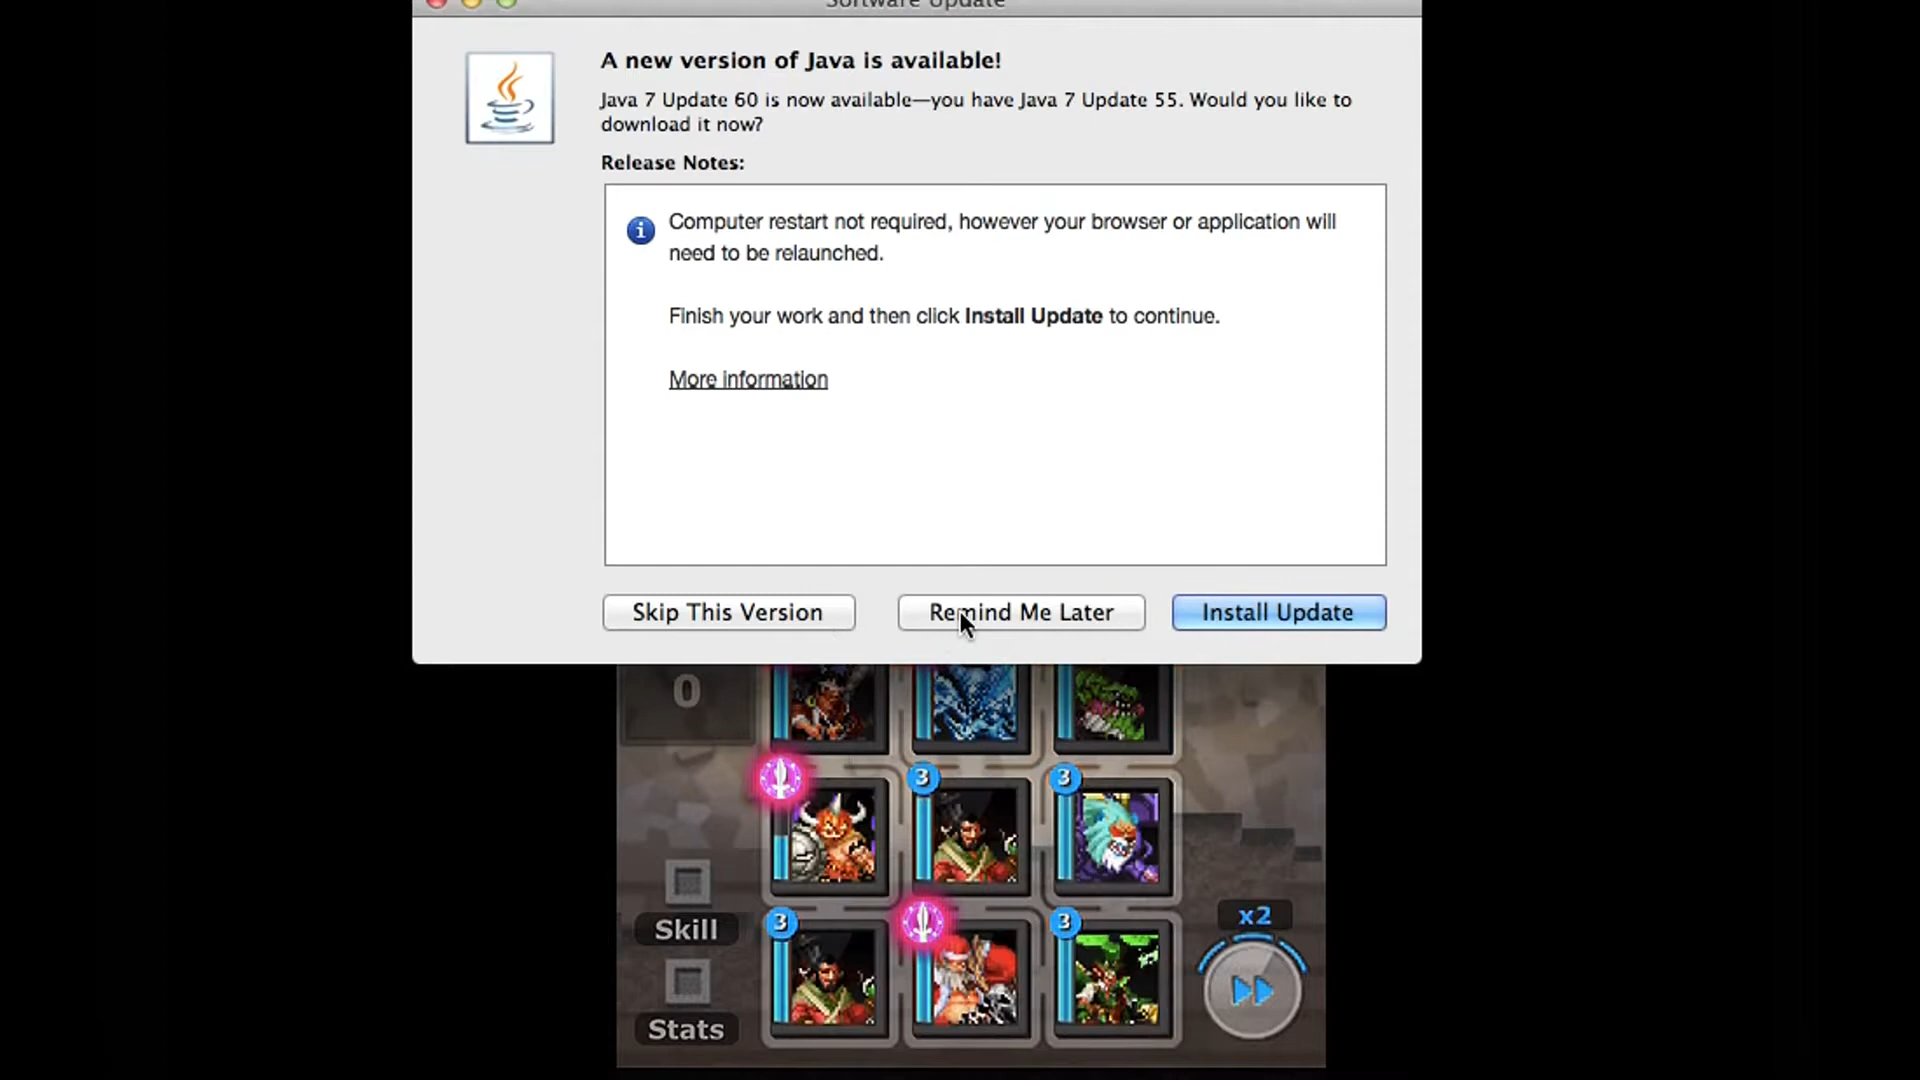 Software Update
A new version of Java is available!
Java 7 Update 60 is now available—you have Java 7 Update 55. Would you like to
download it now?
Release Notes:
Computer restart not required, however your browser or application will
need to be relaunched.
Finish your work and then click Install Update to continue.
More information
Skip This Version
Remind Me Later
Install Update
0
3
3
Skill
3
3
x2
Stats